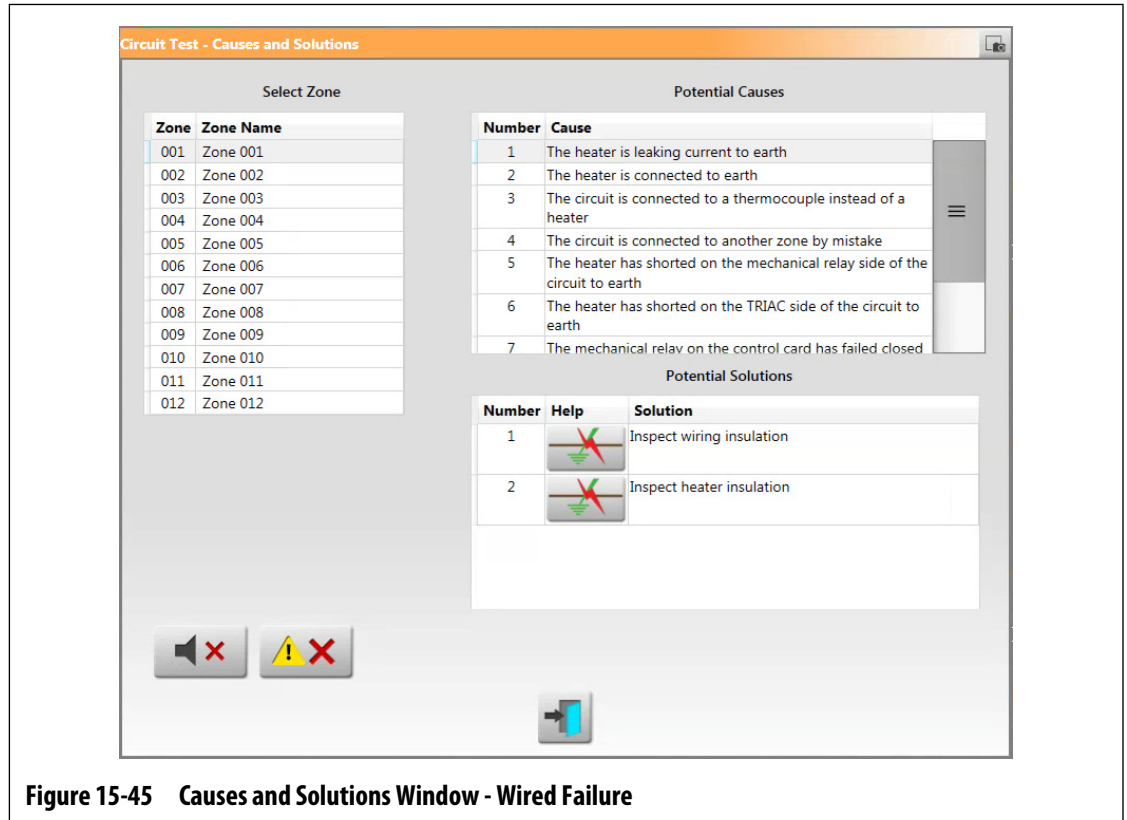 Circuit Test - Causes and Solutions
Select Zone
Zone Zone Name
001 Zone 001
002 Zone 002
003 Zone 003
004 Zone 004
005 Zone 005
006 Zone 006
007 Zone 007
008 Zone 008
009 Zone 009
010 Zone 010
011 Zone 011
012 Zone 012
Potential Causes
Number Cause
1 The heater is leaking current to earth
2 The heater is connected to earth
3 The circuit is connected to a thermocouple instead of a
heater
4 The circuit is connected to another zone by mistake
5 The heater has shorted on the mechanical relay side of the
circuit to earth
6 The heater has shorted on the TRIAC side of the circuit to
earth
7 The mechanical relay on the control card has failed closed
Potential Solutions
Number Help Solution
1 Inspect wiring insulation
2 Inspect heater insulation
Figure 15-45 Causes and Solutions Window - Wired Failure